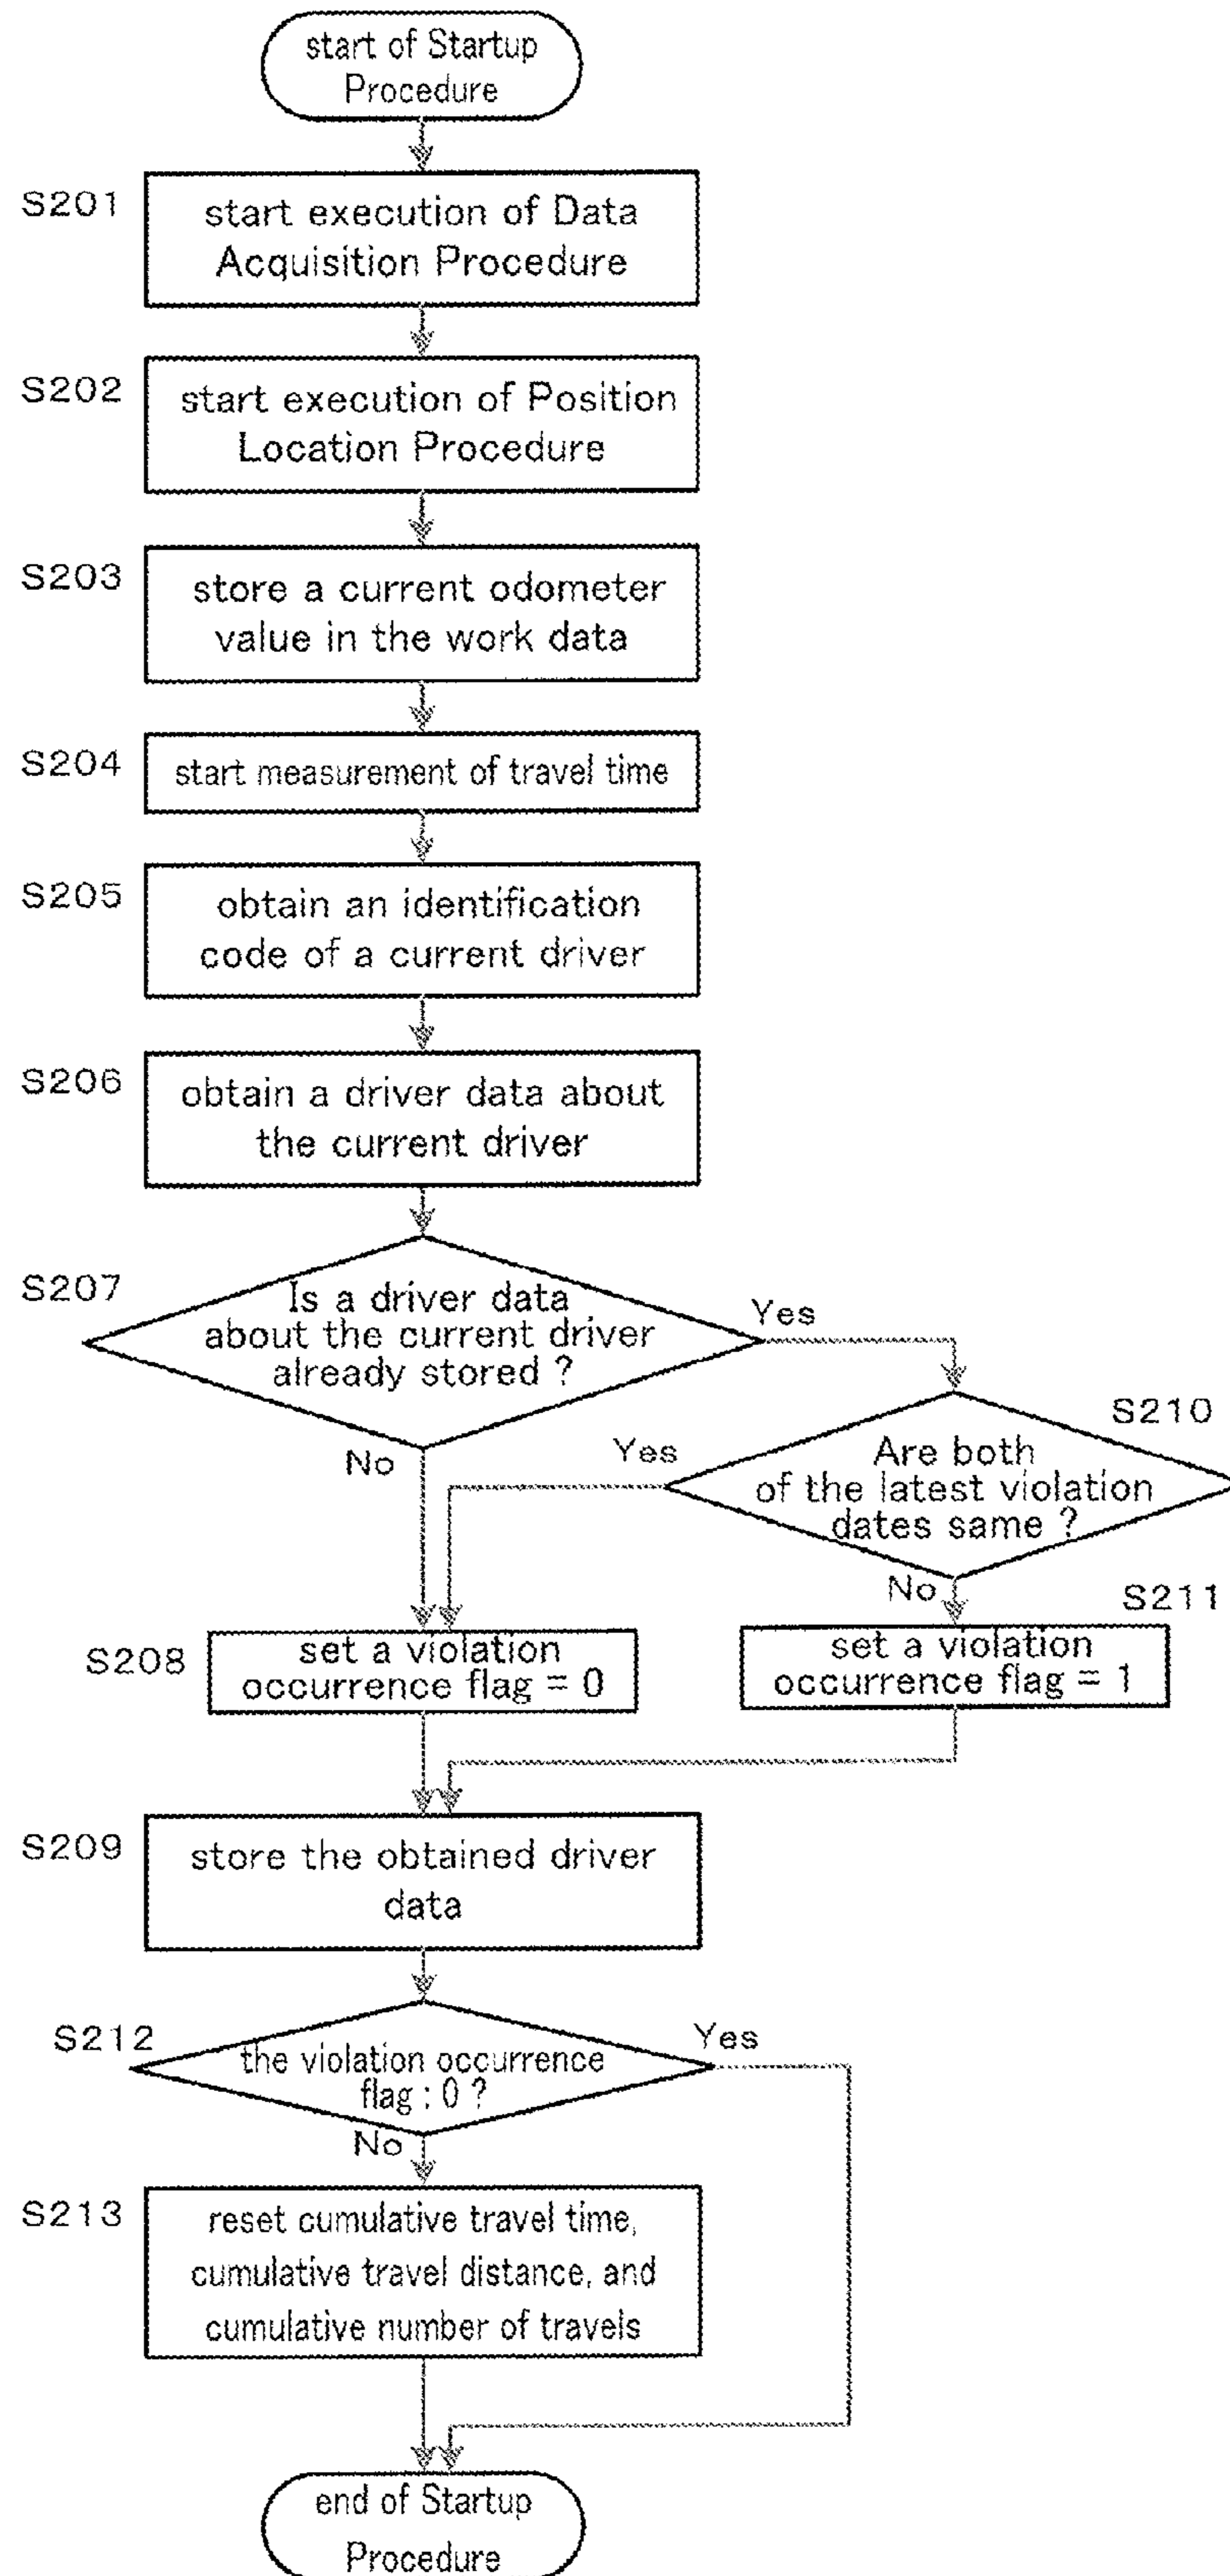 start of Startup
Procedure
S201
start execution of Data
Acquisition Procedure
S202
start execution of Position
Location Procedure
S203
store a current odometer
value in the work data
S204
start measurement of travel time
S205
obtain an identification
code of a current driver
S206
obtain a driver data about
the current driver
S207
Is a driver data
about the current driver
already stored ?
Yes
No
S210
Are both
of the latest violation
dates same ?
Yes
No
S208
set a violation
occurrence flag = 0
S211
set a violation
occurrence flag = 1
S209
store the obtained driver
data
S212
the violation occurrence
flag : 0 ?
Yes
No
S213
reset cumulative travel time,
cumulative travel distance, and
cumulative number of travels
end of Startup
Procedure